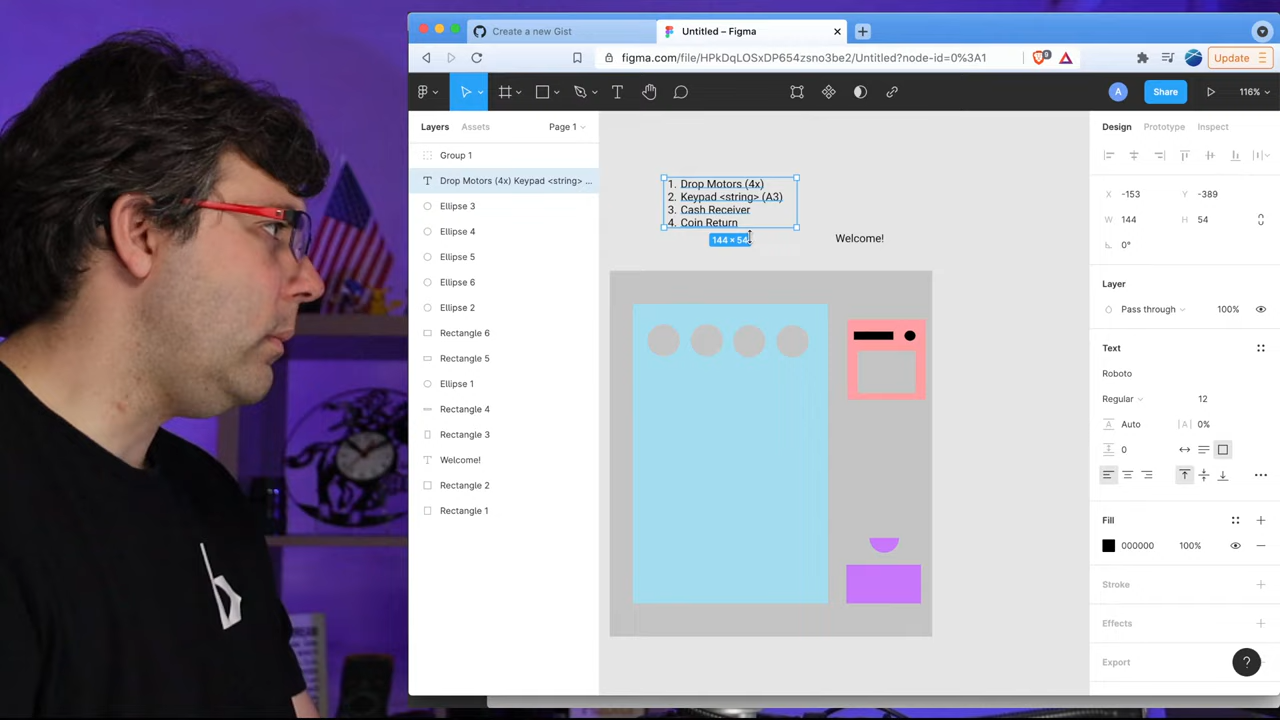 Create a new Gist
Untitled – Figma
figma.com/file/HPkDqLOSxDP654zsno3be2/Untitled?node-id=0%3A1
9
Update
A
Share
116%
Layers
Assets
Page 1
Group 1
Drop Motors (4x) Keypad <string> ...
Ellipse 3
Ellipse 4
Ellipse 5
Ellipse 6
Ellipse 2
Rectangle 6
Rectangle 5
Ellipse 1
Rectangle 4
Rectangle 3
Welcome!
Rectangle 2
Rectangle 1
1. Drop Motors (4x)
2. Keypad <string> (A3)
3. Cash Receiver
4. Coin Return
144 × 54
Welcome!
Design
Prototype
Inspect
X
-153
Y
-389
W
144
H
54
0°
Layer
Pass through
100%
Text
Roboto
Regular
12
A
Auto
|A|
0%
0
Fill
000000
100%
Stroke
Effects
Export
?